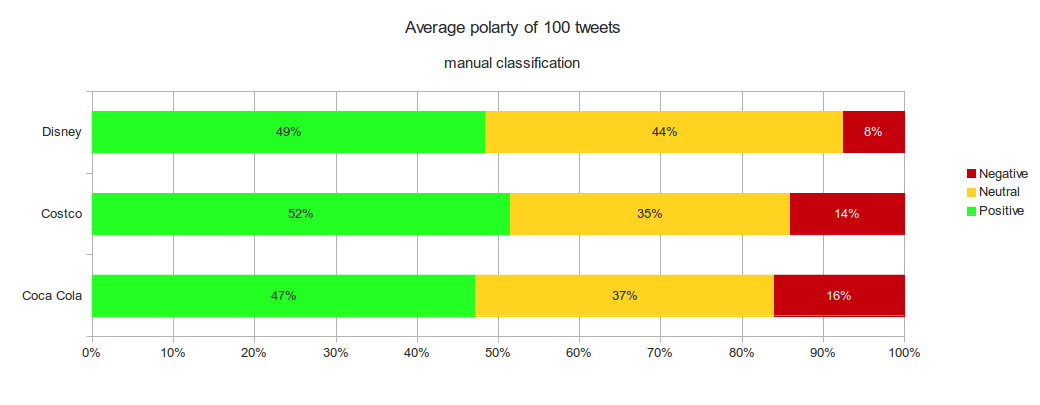 Average polarty of 100 tweets
manual classification
Disney
49%
44%
8%
Costco
52%
35%
14%
Coca Cola
47%
37%
16%
0%
10%
20%
30%
40%
50%
60%
70%
80%
90%
100%
Negative
Neutral
Positive